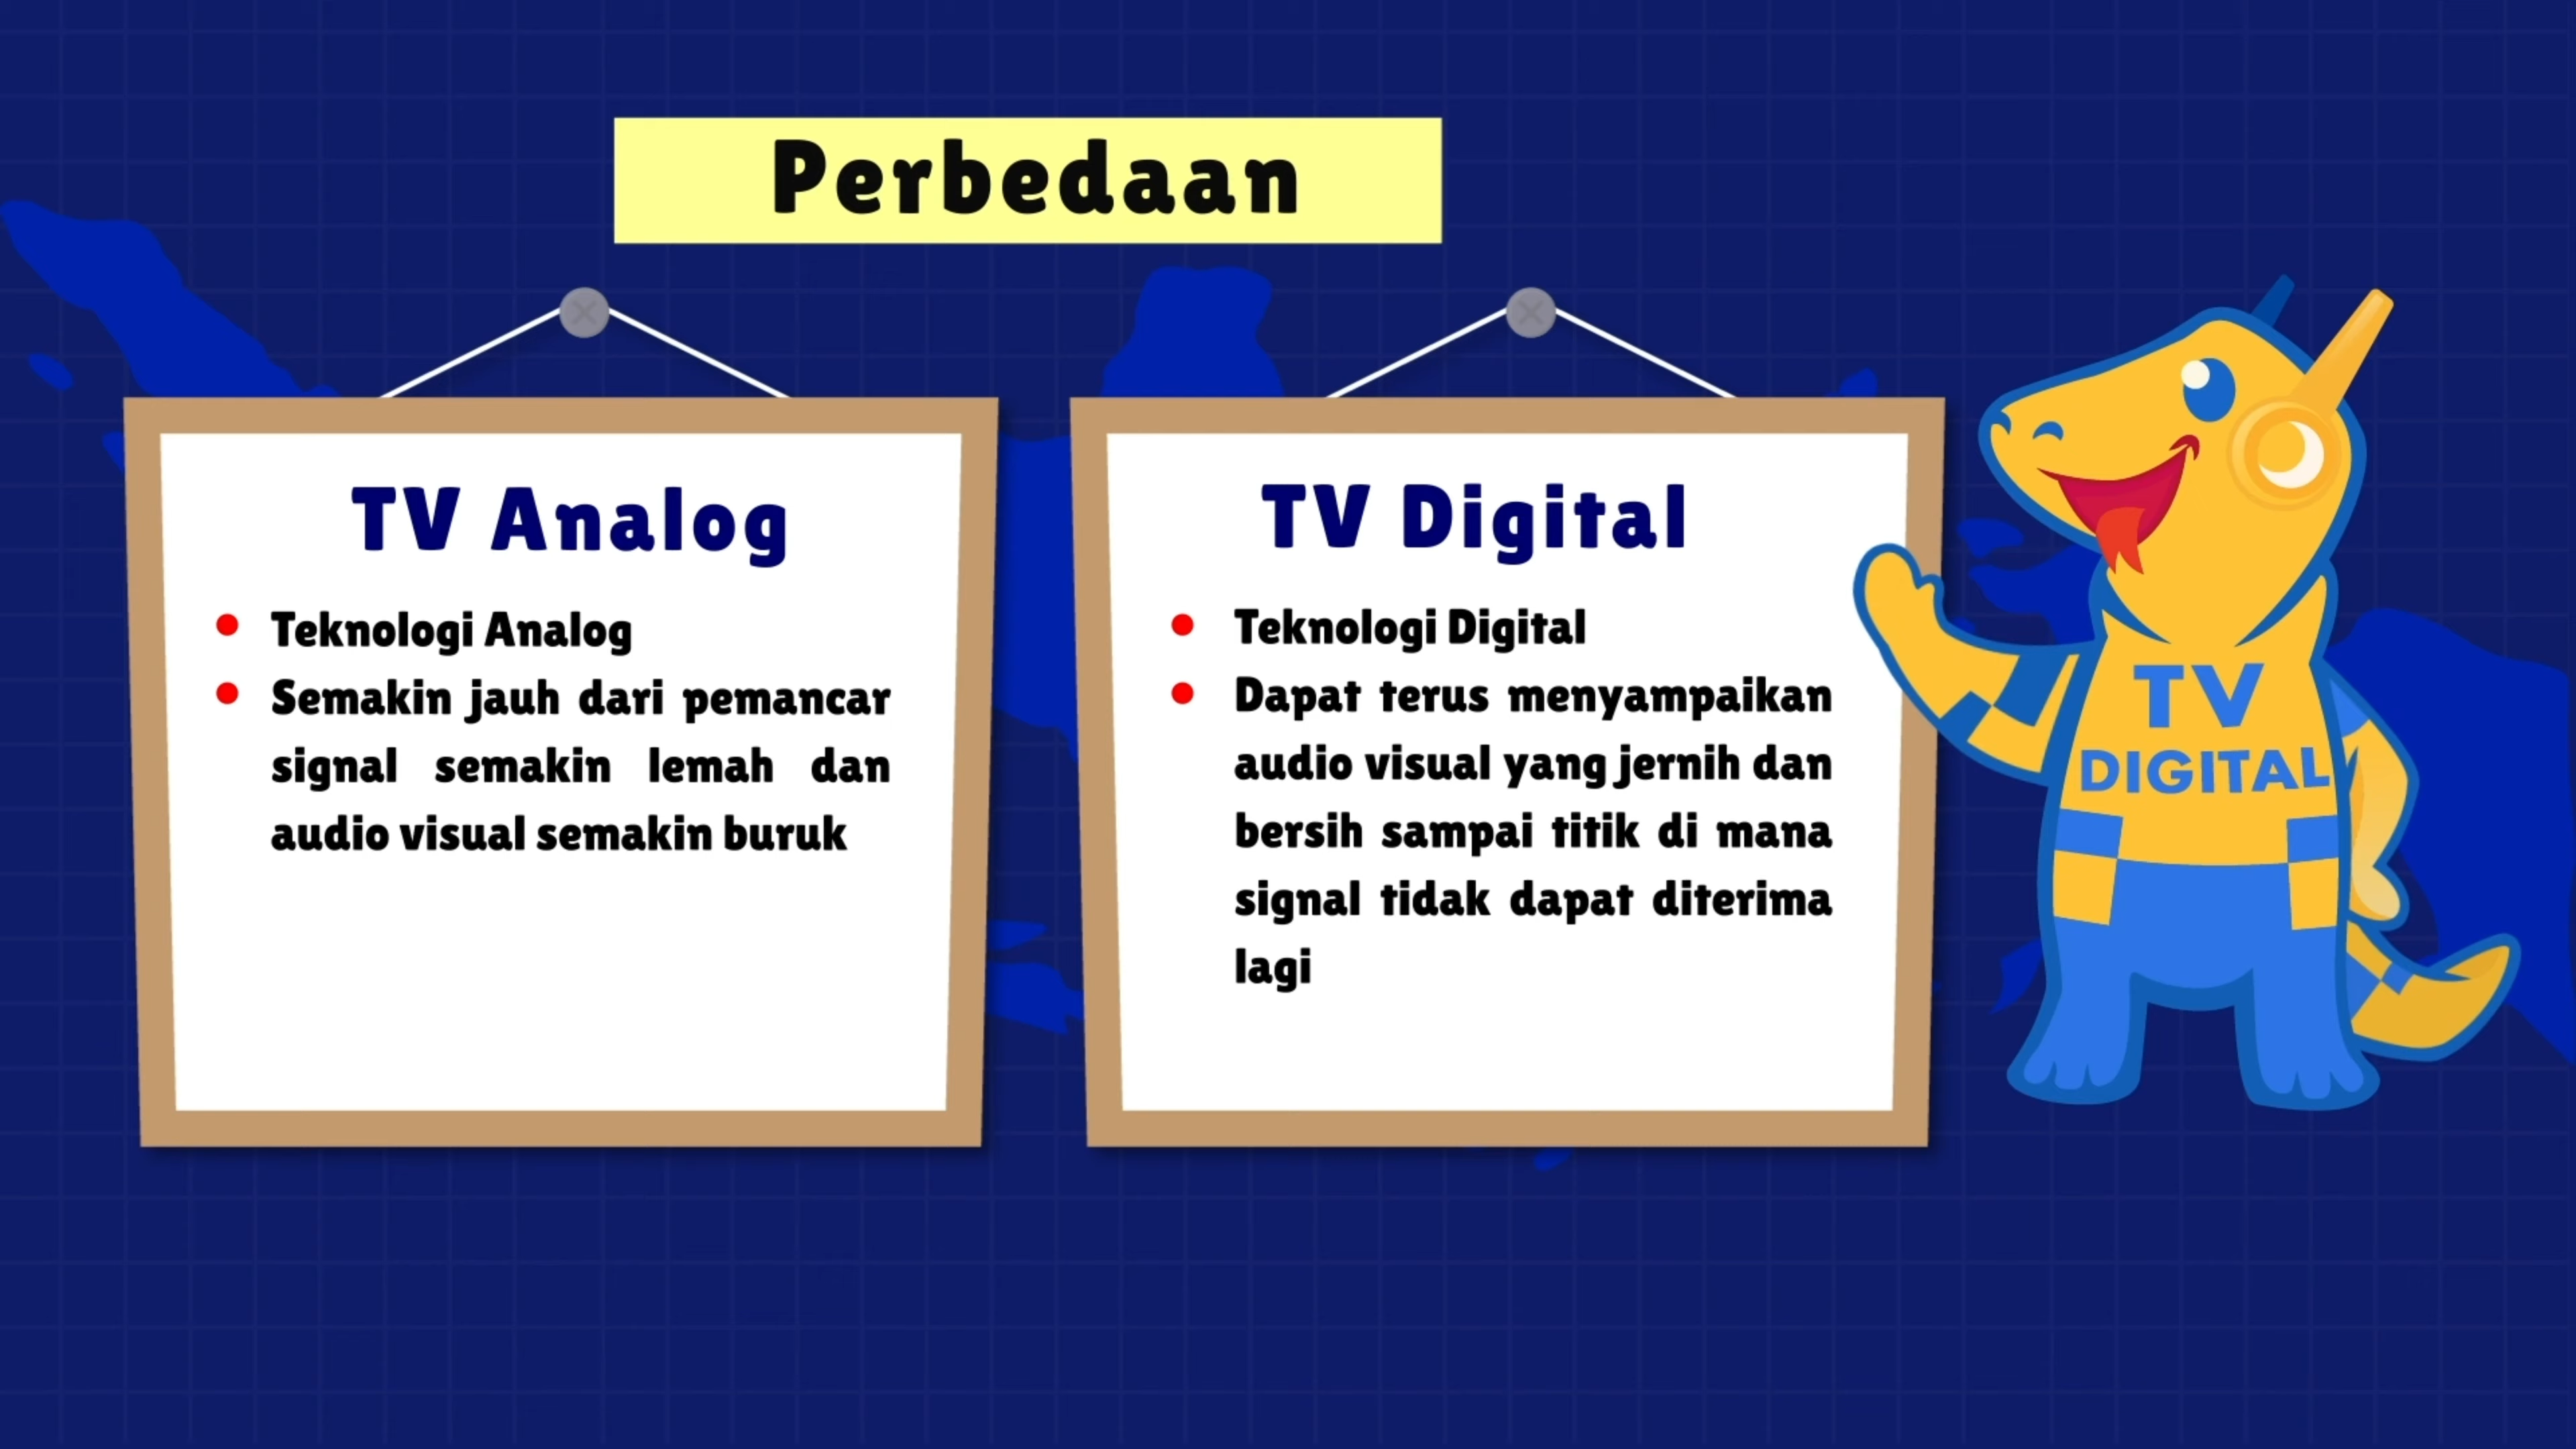 Perbedaan
TV Analog
Teknologi Analog
Semakin jauh dari pemancar
signal semakin lemah dan
audio visual semakin buruk
TV Digital
Teknologi Digital
Dapat terus menyampaikan
audio visual yang jernih dan
bersih sampai titik di mana
signal tidak dapat diterima
lagi
TV
DIGITAL